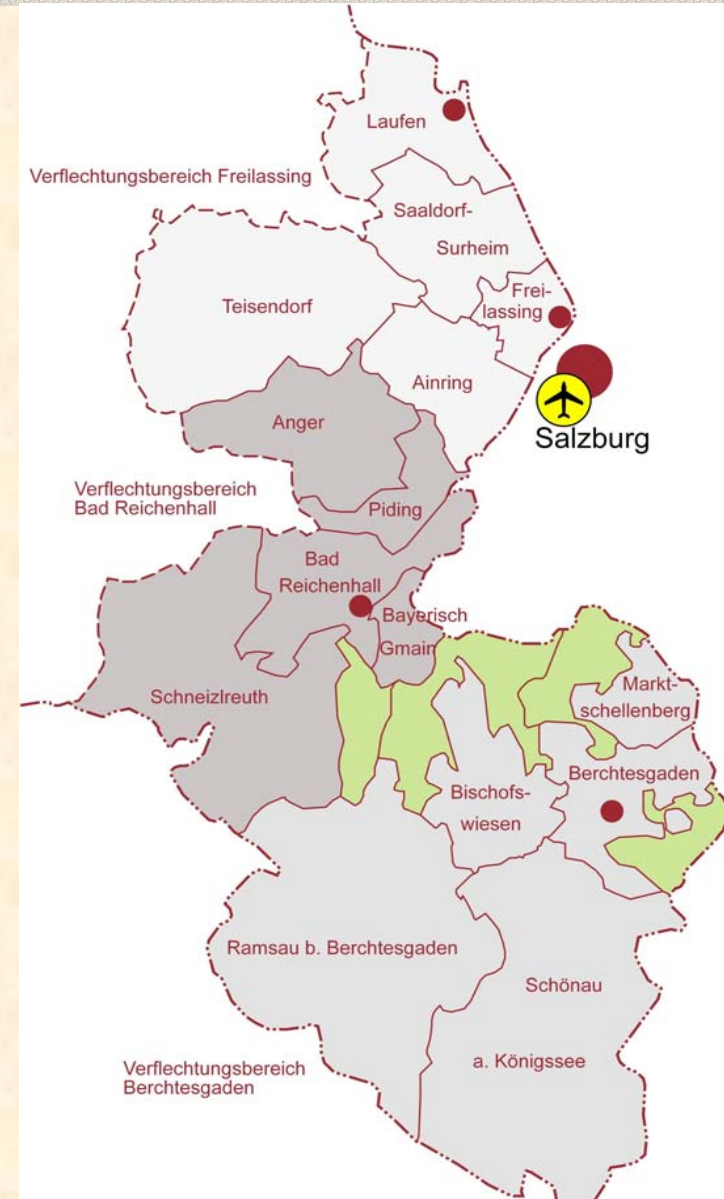 Laufen
Verflechtungsbereich Freilassing
Saaldorf-
Surheim
Frei-
lassing
Teisendorf
Ainring
Salzburg
Anger
Verflechtungsbereich
Bad Reichenhall
Piding
Bad
Reichenhall
Bayerisch
Gmain
Schneizlreuth
Markt-
schellenberg
Berchtesgaden
Bischofs-
wiesen
Ramsau b. Berchtesgaden
Schönau
a. Königssee
Verflechtungsbereich
Berchtesgaden